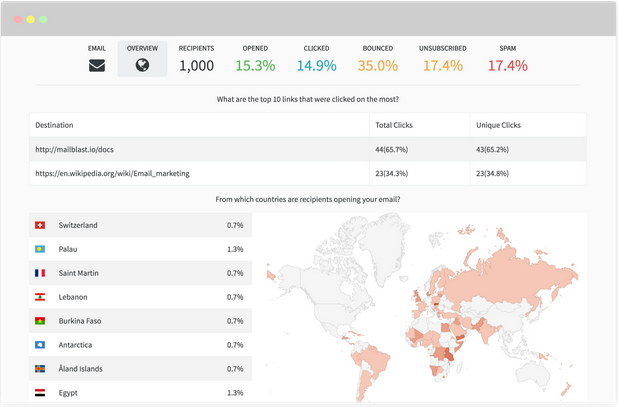 EMAIL OVERVIEW RECIPIENTS OPENED CLICKED BOUNCED UNSUBSCRIBED SPAM
1,000 15.3% 14.9% 35.0% 17.4% 17.4%
What are the top 10 links that were clicked on the most?
Destination Total Clicks Unique Clicks
http://mailblast.io/docs 44(65.7%) 43(65.2%)
https://en.wikipedia.org/wiki/Email_marketing 23(34.3%) 23(34.8%)
From which countries are recipients opening your email?
Switzerland 0.7%
Palau 1.3%
Saint Martin 0.7%
Lebanon 0.7%
Burkina Faso 0.7%
Antarctica 0.7%
Åland Islands 0.7%
Egypt 1.3%